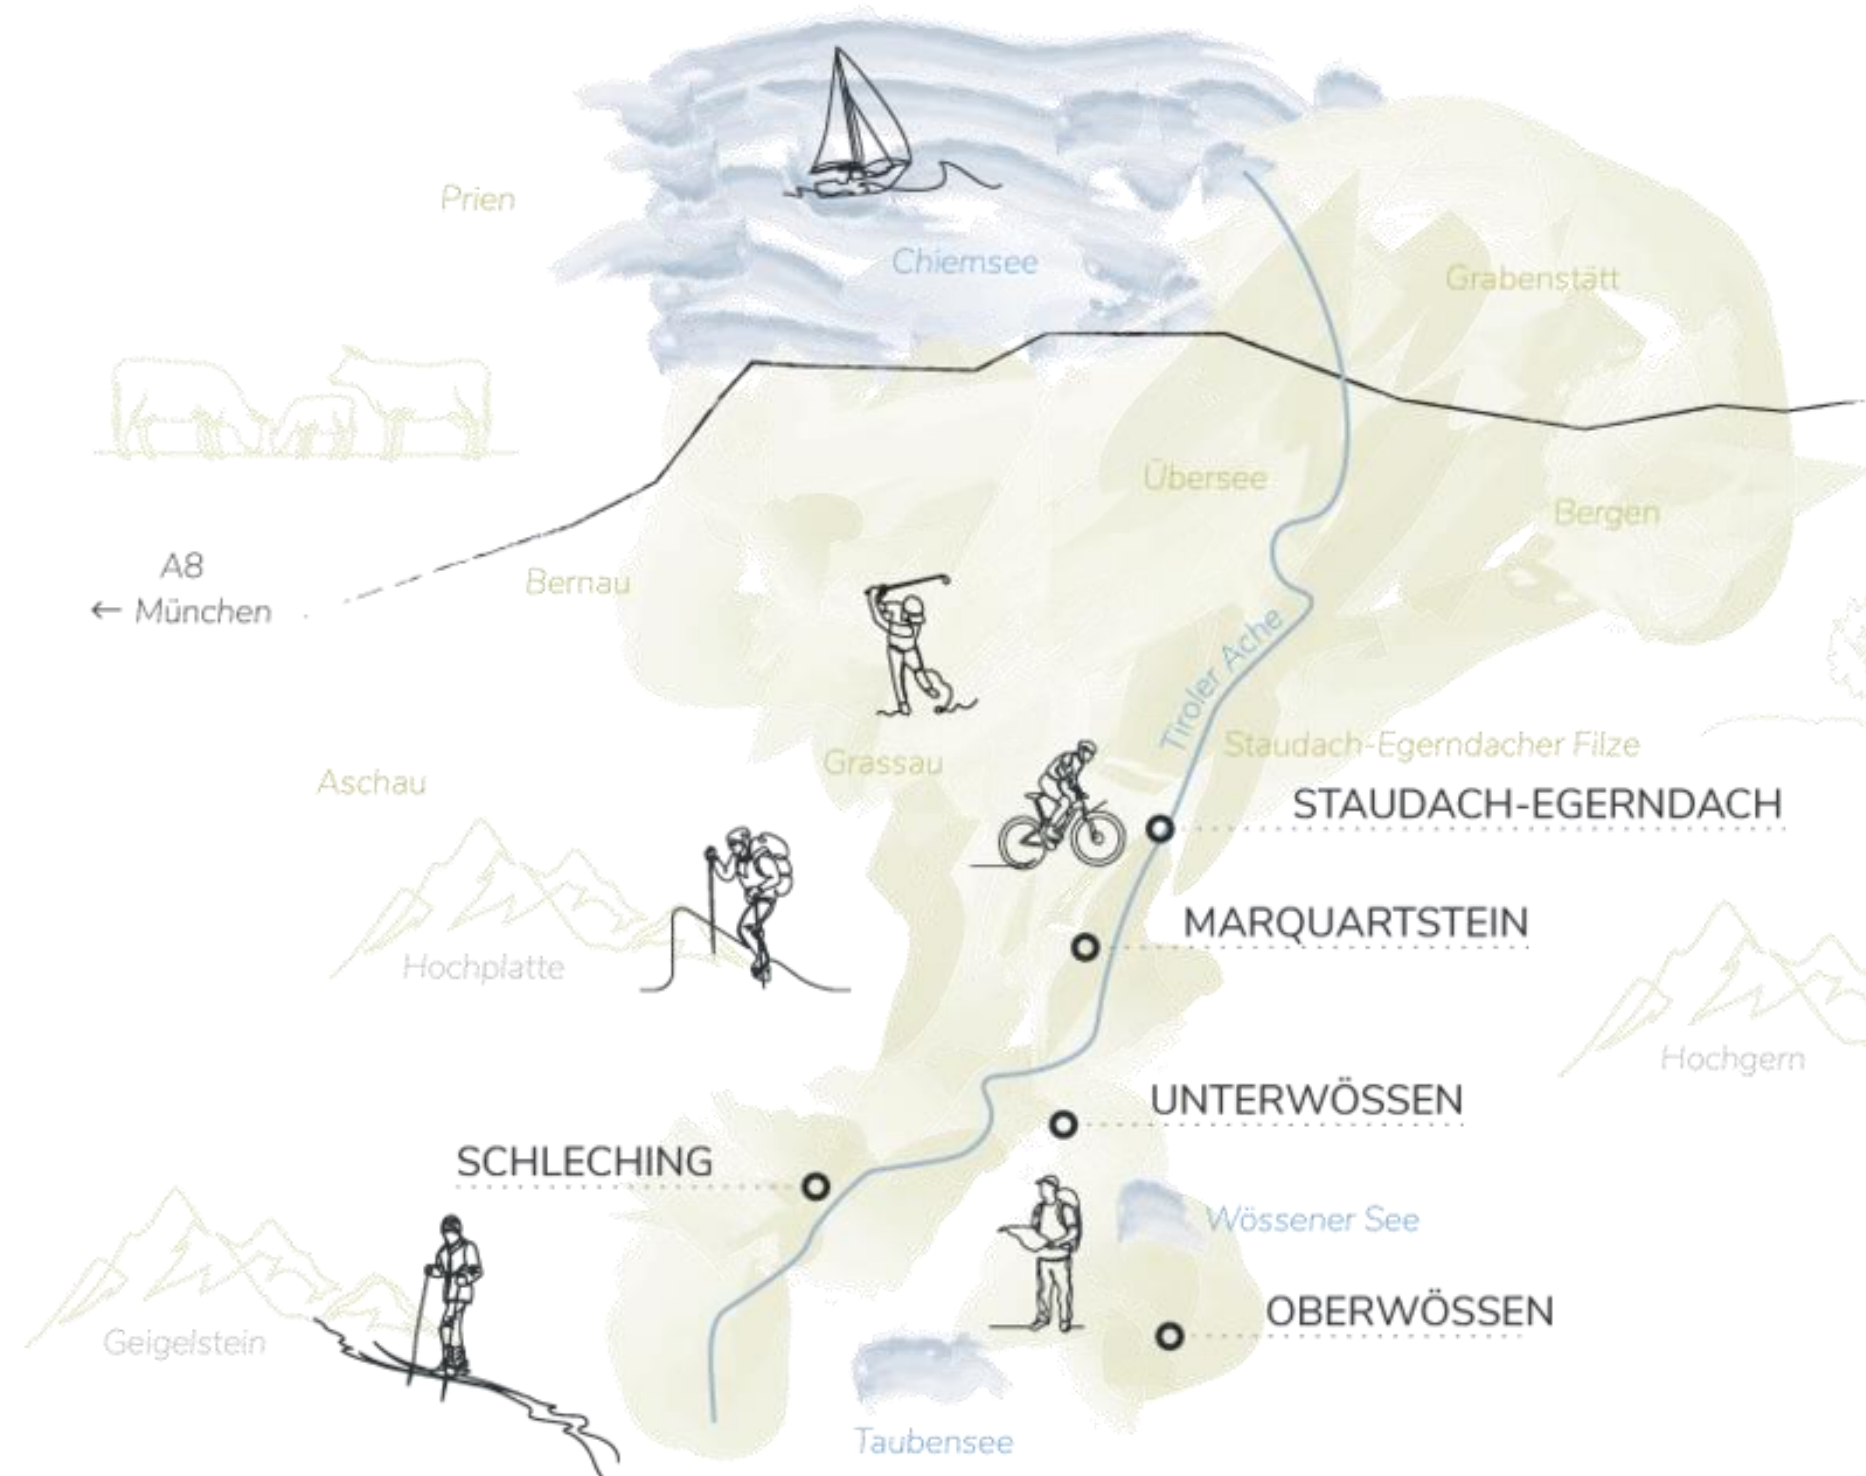 Prien
Chiemsee
Grabenstätt
Übersee
Bergen
A8
← München
Bernau
Tiroler Ache
Staudach-Egerndacher Filze
Grassau
Aschau
STAUDACH-EGERNDACH
MARQUARTSTEIN
Hochplatte
Hochgern
UNTERWÖSSEN
SCHLECHING
Wössener See
OBERWÖSSEN
Geigelstein
Taubensee